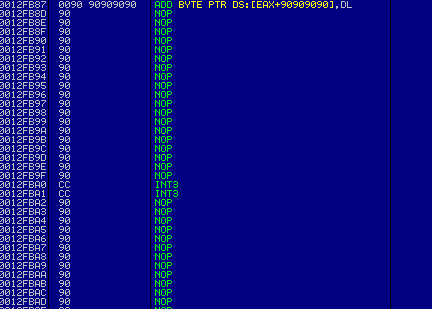 0012FB87 0090 90909090 ADD BYTE PTR DS:[EAX+90909090],DL
0012FB8D 90 NOP
0012FB8E 90 NOP
0012FB8F 90 NOP
0012FB90 90 NOP
0012FB91 90 NOP
0012FB92 90 NOP
0012FB93 90 NOP
0012FB94 90 NOP
0012FB95 90 NOP
0012FB96 90 NOP
0012FB97 90 NOP
0012FB98 90 NOP
0012FB99 90 NOP
0012FB9A 90 NOP
0012FB9B 90 NOP
0012FB9C 90 NOP
0012FB9D 90 NOP
0012FB9E 90 NOP
0012FB9F 90 NOP
0012FBA0 CC INT3
0012FBA1 CC INT3
0012FBA2 90 NOP
0012FBA3 90 NOP
0012FBA4 90 NOP
0012FBA5 90 NOP
0012FBA6 90 NOP
0012FBA7 90 NOP
0012FBA8 90 NOP
0012FBA9 90 NOP
0012FBAA 90 NOP
0012FBAB 90 NOP
0012FBAC 90 NOP
0012FBAD 90 NOP